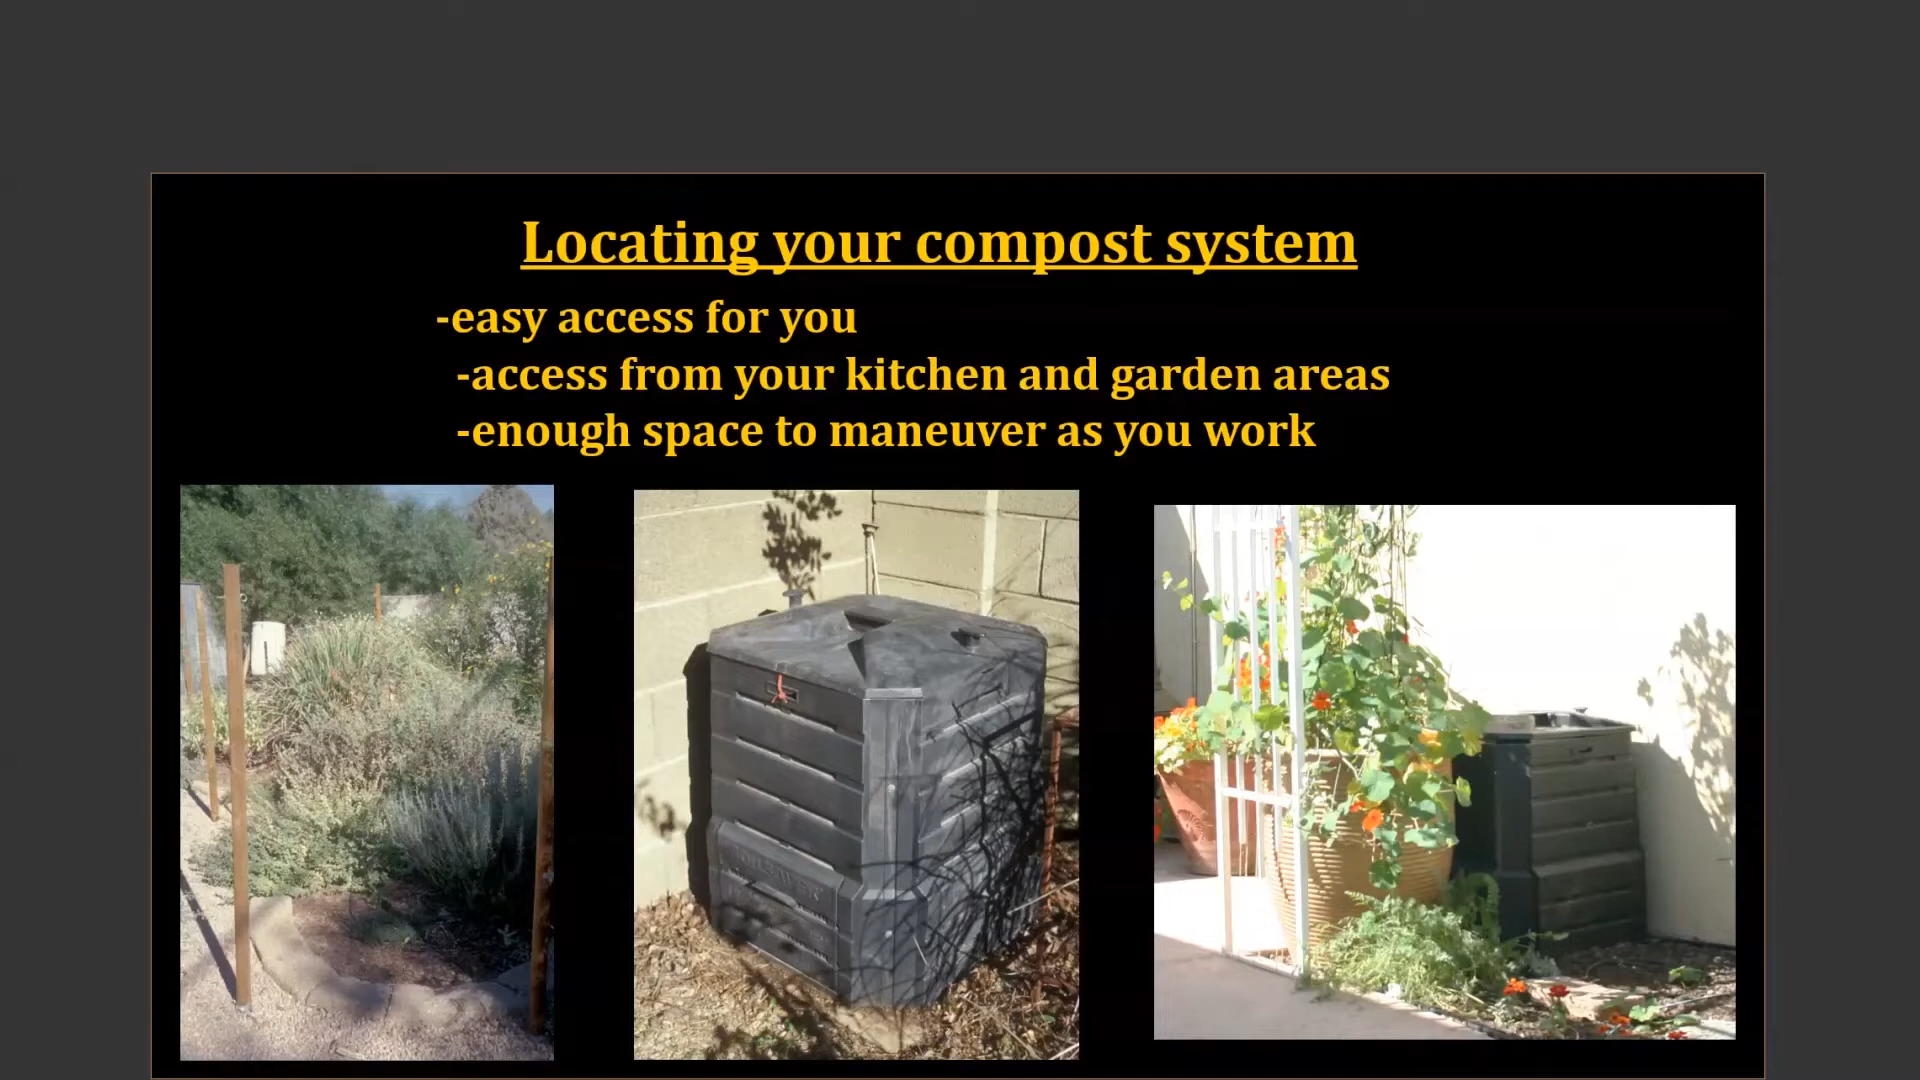 Locating your compost system
-easy access for you
-access from your kitchen and garden areas
-enough space to maneuver as you work